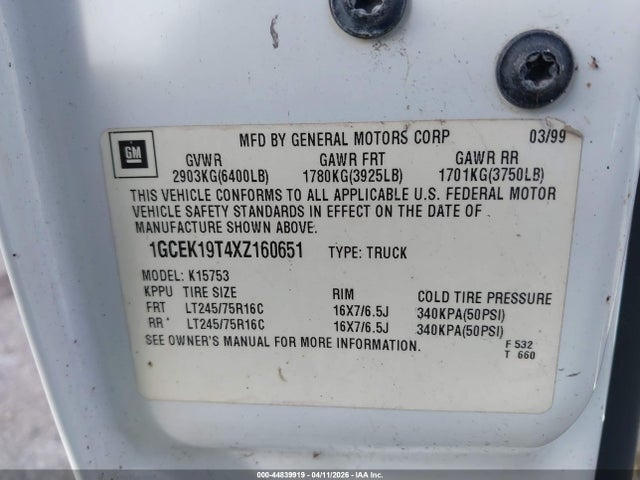 GM
MFD BY GENERAL MOTORS CORP 03/99
GVWR GAWR FRT GAWR RR
2903KG(6400LB) 1780KG(3925LB) 1701KG(3750LB)
THIS VEHICLE CONFORMS TO ALL APPLICABLE U.S. FEDERAL MOTOR
VEHICLE SAFETY STANDARDS IN EFFECT ON THE DATE OF
MANUFACTURE SHOWN ABOVE.
1GCEK19T4XZ160651 TYPE: TRUCK
MODEL: K15753
KPPU TIRE SIZE RIM COLD TIRE PRESSURE
FRT LT245/75R16C 16X7/6.5J 340KPA(50PSI)
RR LT245/75R16C 16X7/6.5J 340KPA(50PSI)
SEE OWNER'S MANUAL FOR MORE INFORMATION. F 532
T 660
000-44839919 - 04/11/2026 - IAA Inc.